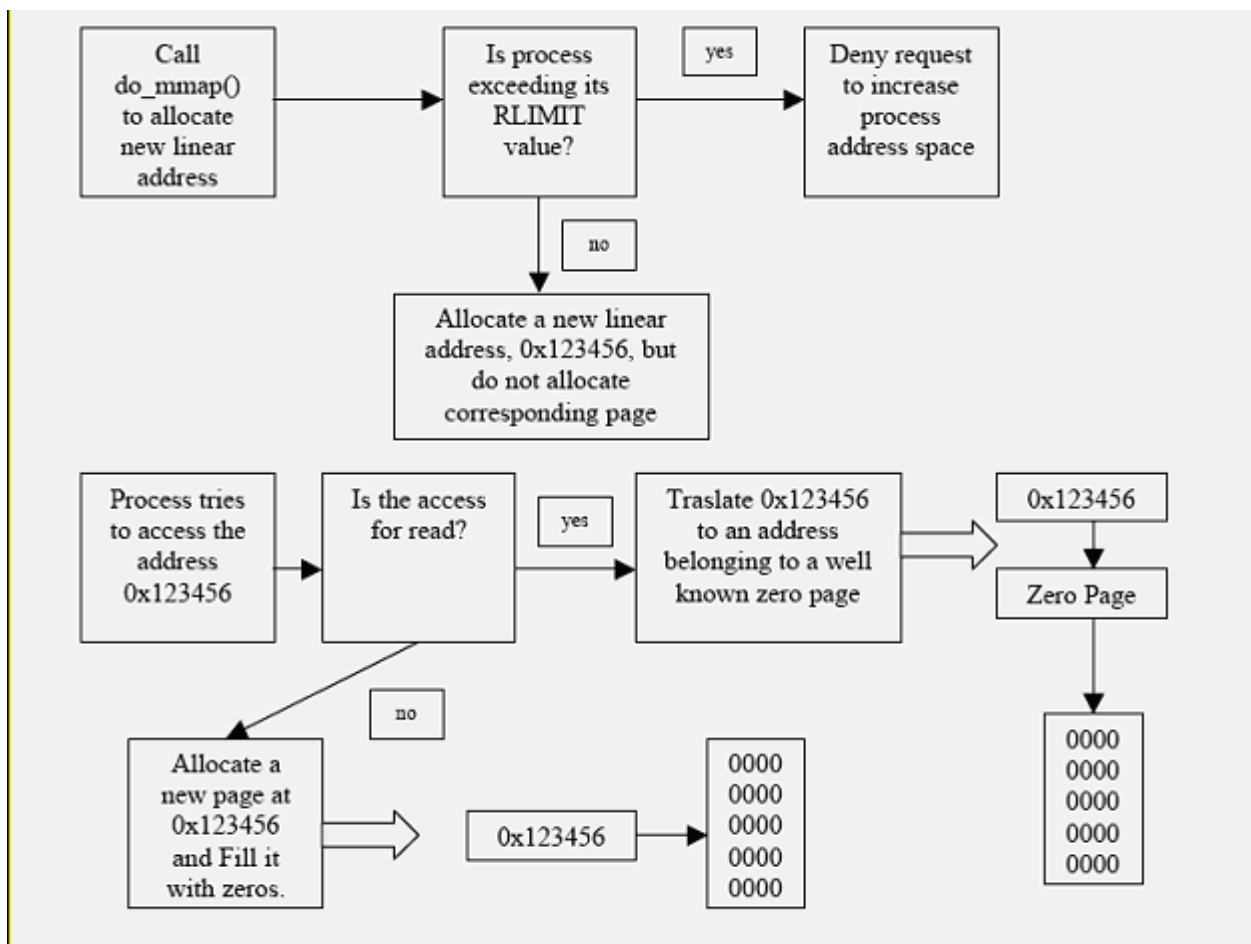 Call
do_mmap()
to allocate
new linear
address
Is process
exceeding its
RLIMIT
value?
yes
Deny request
to increase
process
address space
no
Allocate a new linear
address, 0x123456, but
do not allocate
corresponding page
Process tries
to access the
address
0x123456
Is the access
for read?
yes
Traslate 0x123456
to an address
belonging to a well
known zero page
0x123456
Zero Page
0000
0000
0000
0000
0000
no
Allocate a
new page at
0x123456
and Fill it
with zeros.
0x123456
0000
0000
0000
0000
0000